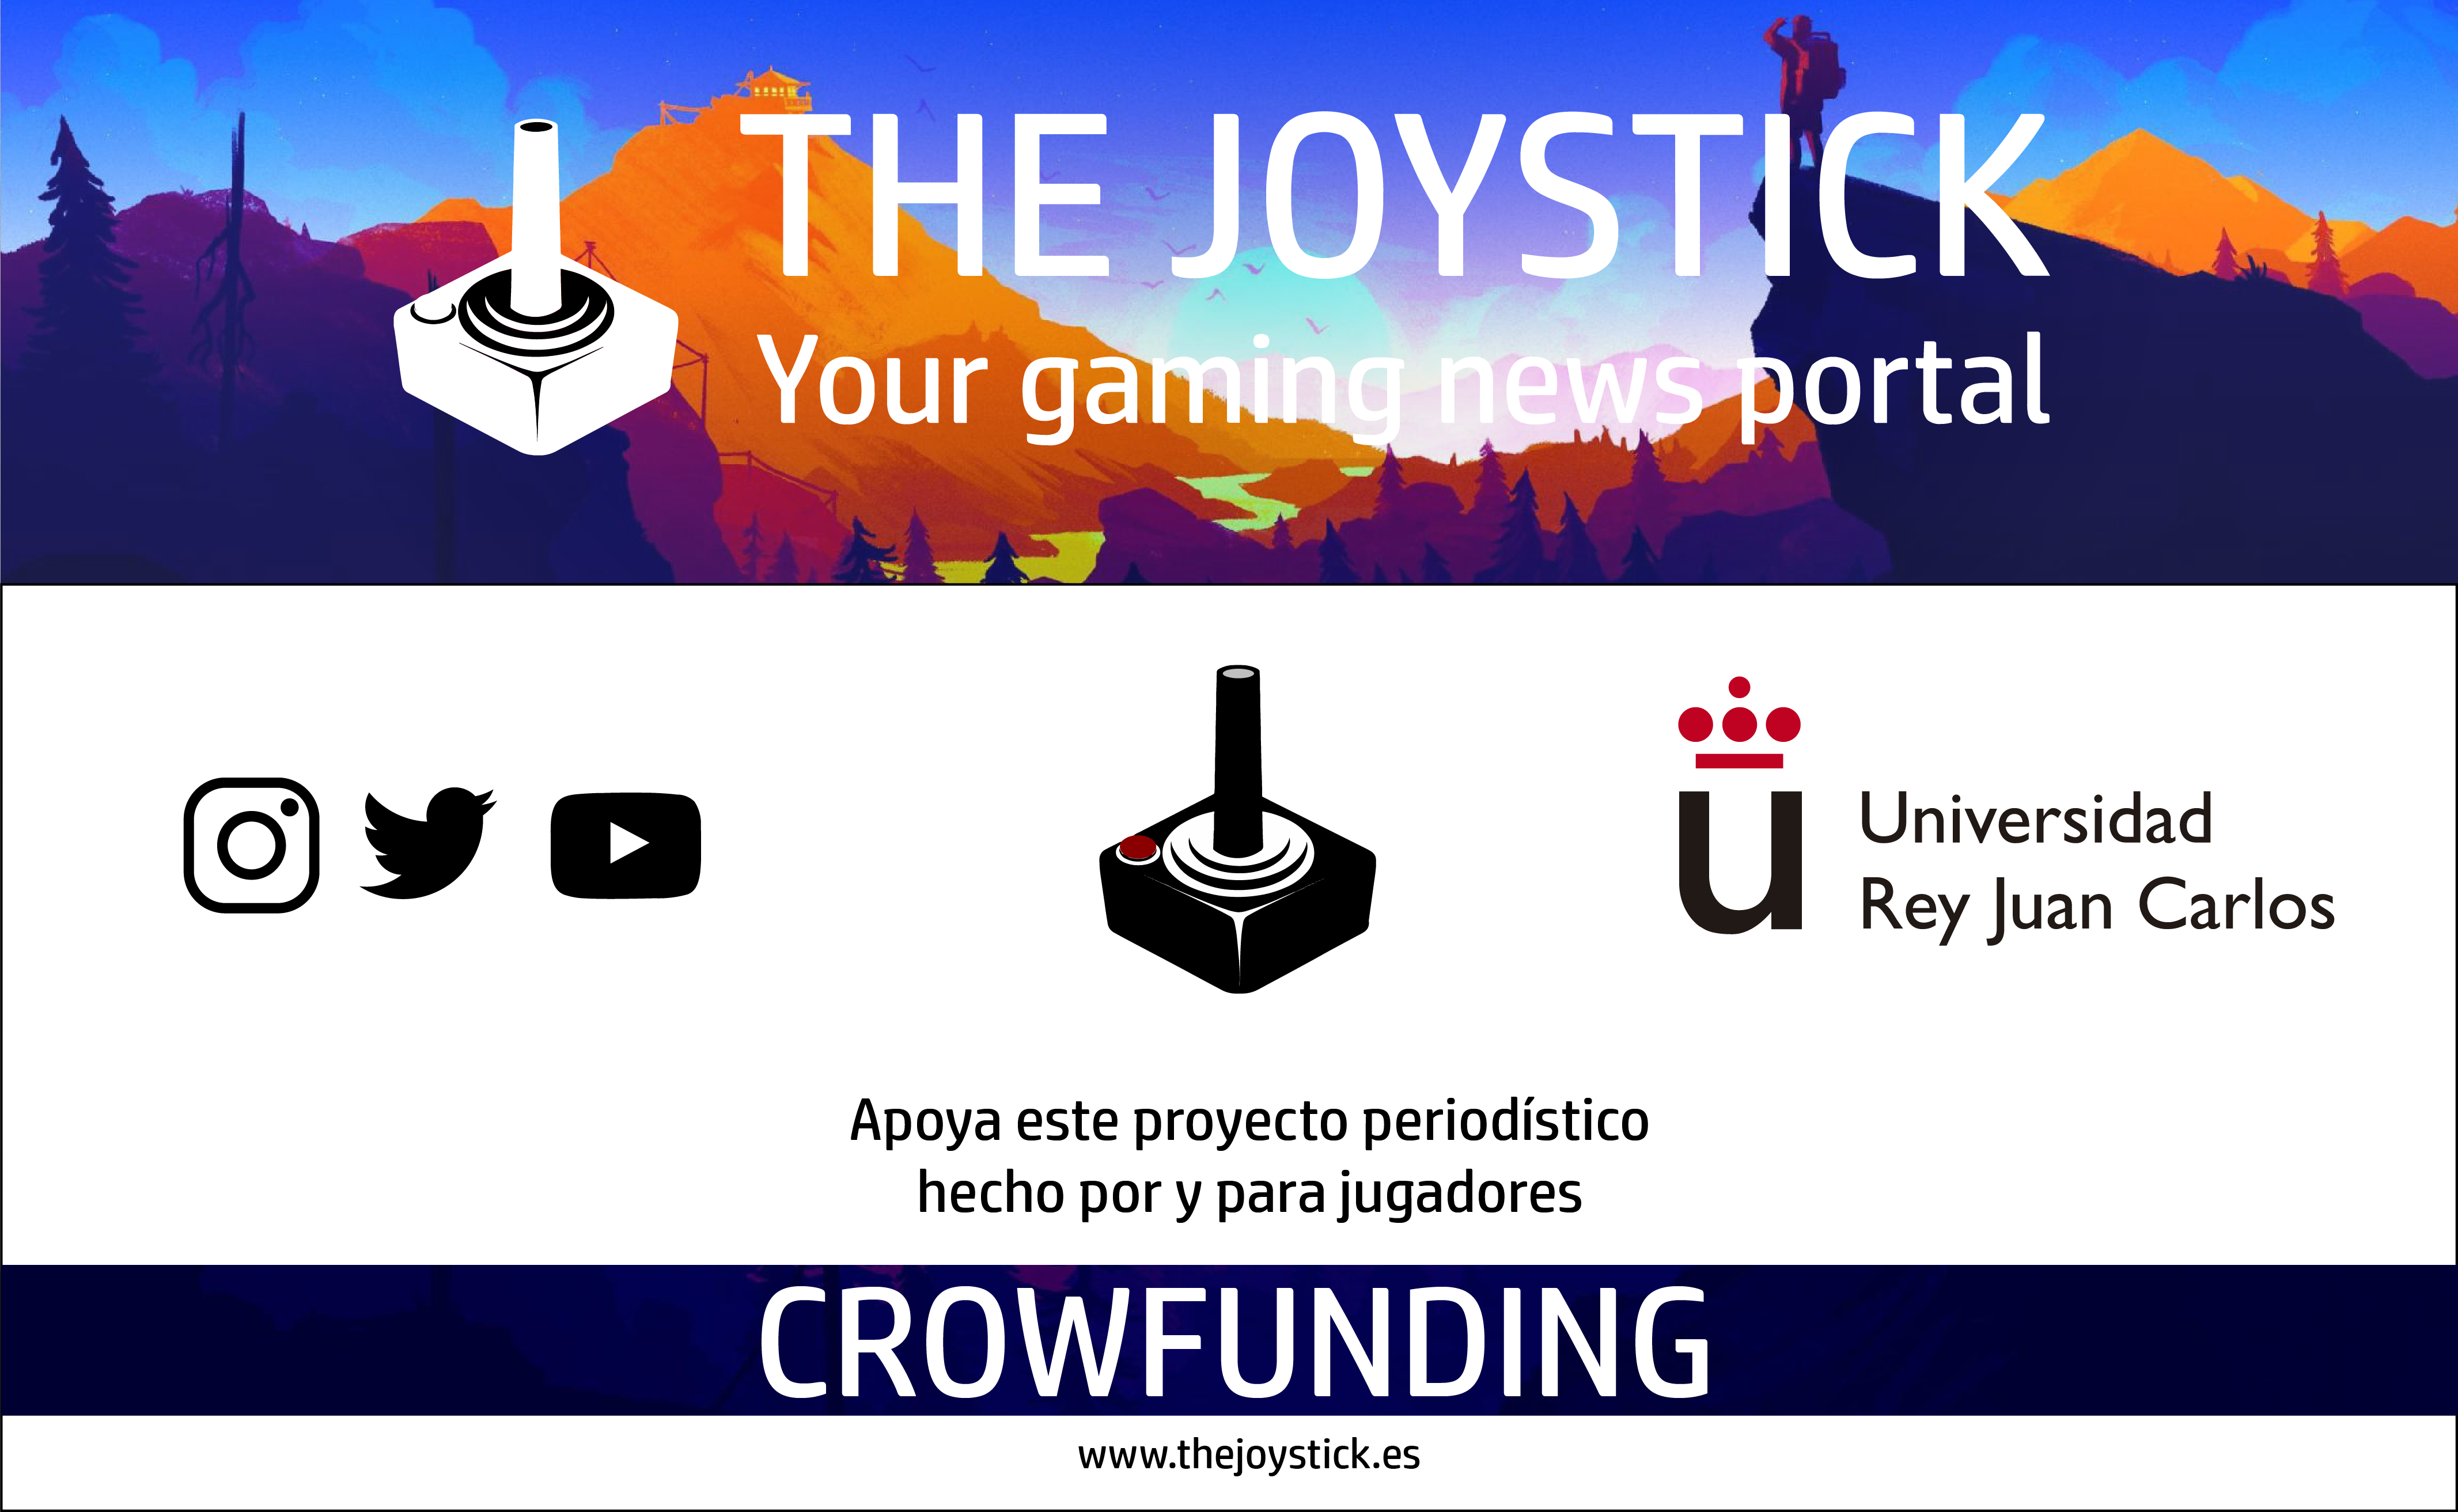 THE JOYSTICK
Your gaming news portal
Universidad
Rey Juan Carlos
Apoya este proyecto periodístico
hecho por y para jugadores
CROWFUNDING
www.thejoystick.es